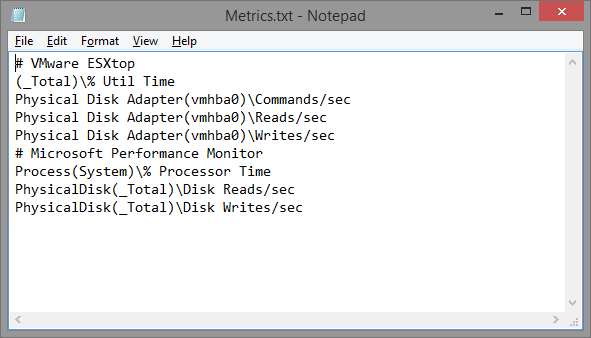 Metrics.txt - Notepad
File Edit Format View Help
# VMware ESXtop
(_Total)\% Util Time
Physical Disk Adapter(vmhba0)\Commands/sec
Physical Disk Adapter(vmhba0)\Reads/sec
Physical Disk Adapter(vmhba0)\Writes/sec
# Microsoft Performance Monitor
Process(System)\% Processor Time
PhysicalDisk(_Total)\Disk Reads/sec
PhysicalDisk(_Total)\Disk Writes/sec